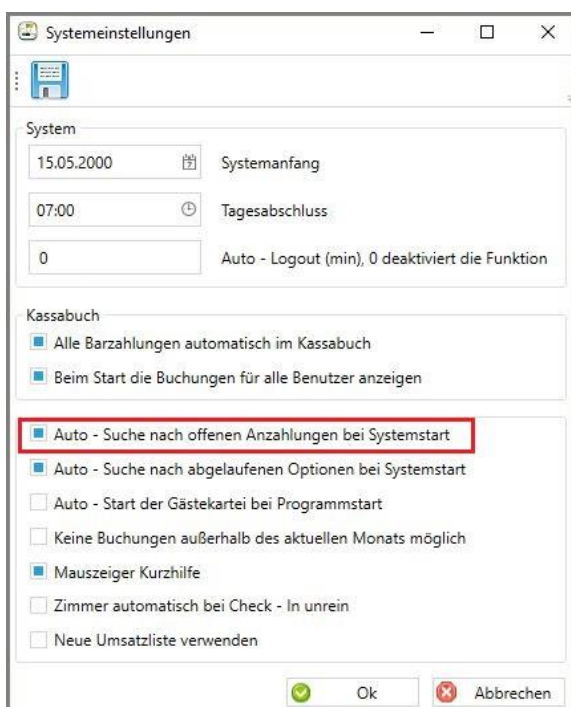 Systemeinstellungen
System
15.05.2000 Systemanfang
07:00 Tagesabschluss
0 Auto - Logout (min), 0 deaktiviert die Funktion
Kassabuch
Alle Barzahlungen automatisch im Kassabuch
Beim Start die Buchungen für alle Benutzer anzeigen
Auto - Suche nach offenen Anzahlungen bei Systemstart
Auto - Suche nach abgelaufenen Optionen bei Systemstart
Auto - Start der Gästekartei bei Programmstart
Keine Buchungen außerhalb des aktuellen Monats möglich
Mauszeiger Kurzhilfe
Zimmer automatisch bei Check - In unrein
Neue Umsatzliste verwenden
Ok Abbrechen